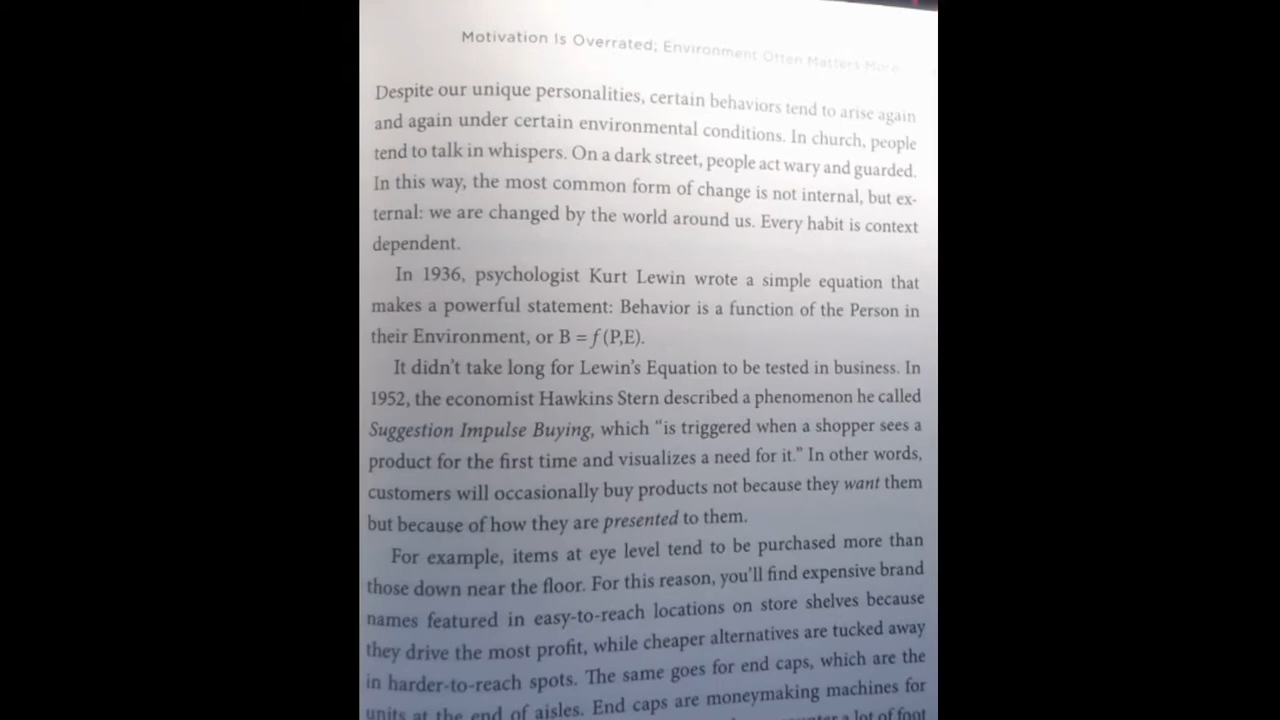 Motivation Is Overrated; Environment Often Matters More
Despite our unique personalities, certain behaviors tend to arise again
and again under certain environmental conditions. In church, people
tend to talk in whispers. On a dark street, people act wary and guarded.
In this way, the most common form of change is not internal, but ex-
ternal: we are changed by the world around us. Every habit is context
dependent.
In 1936, psychologist Kurt Lewin wrote a simple equation that
makes a powerful statement: Behavior is a function of the Person in
their Environment, or B = f (P,E).
It didn’t take long for Lewin’s Equation to be tested in business. In
1952, the economist Hawkins Stern described a phenomenon he called
Suggestion Impulse Buying, which “is triggered when a shopper sees a
product for the first time and visualizes a need for it.” In other words,
customers will occasionally buy products not because they want them
but because of how they are presented to them.
For example, items at eye level tend to be purchased more than
those down near the floor. For this reason, you’ll find expensive brand
names featured in easy-to-reach locations on store shelves because
they drive the most profit, while cheaper alternatives are tucked away
in harder-to-reach spots. The same goes for end caps, which are the
units at the end of aisles. End caps are moneymaking machines for
a lot of foot